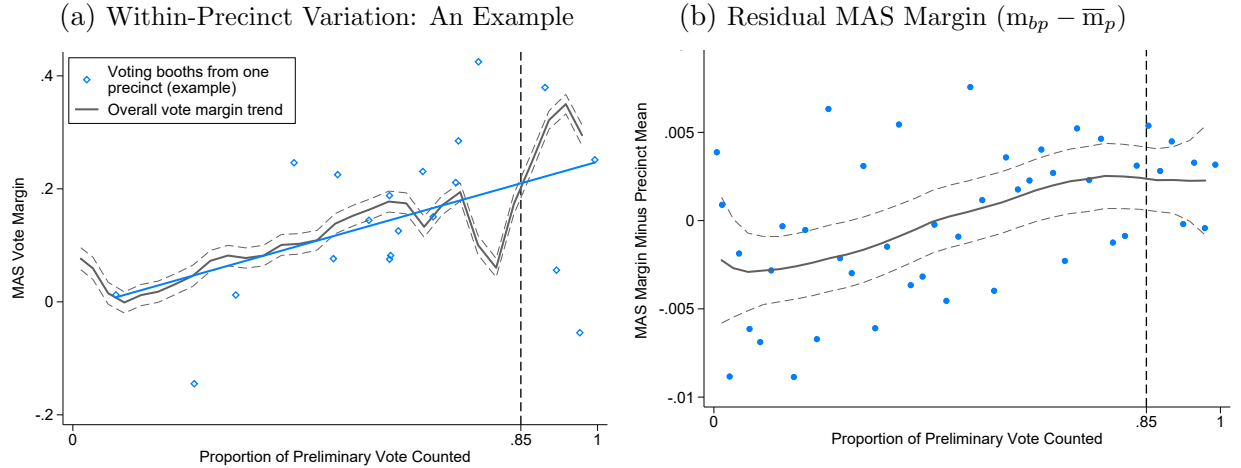 (a) Within-Precinct Variation: An Example
MAS Vote Margin
.4
.2
0
-.2
Voting booths from one
precinct (example)
Overall vote margin trend
0
.85
1
Proportion of Preliminary Vote Counted
(b) Residual MAS Margin (m_{bp} − m̅_p)
MAS Margin Minus Precinct Mean
.005
0
-.005
-.01
0
.85
1
Proportion of Preliminary Vote Counted